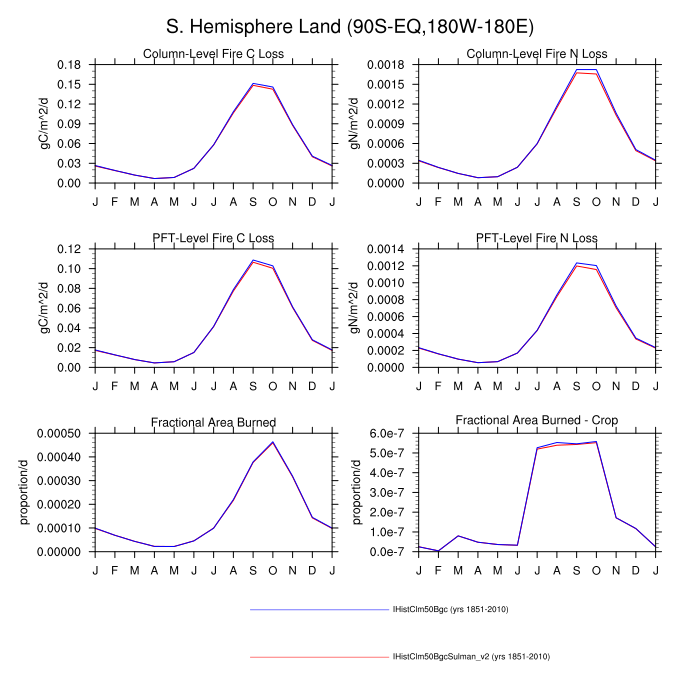 S. Hemisphere Land (90S-EQ,180W-180E)
Column-Level Fire C Loss
Column-Level Fire N Loss
gC/m^2/d
0.18
0.15
0.12
0.09
0.06
0.03
0.00
J F M A M J J A S O N D J
gN/m^2/d
0.0018
0.0015
0.0012
0.0009
0.0006
0.0003
0.0000
J F M A M J J A S O N D J
PFT-Level Fire C Loss
PFT-Level Fire N Loss
gC/m^2/d
0.12
0.10
0.08
0.06
0.04
0.02
0.00
J F M A M J J A S O N D J
gN/m^2/d
0.0014
0.0012
0.0010
0.0008
0.0006
0.0004
0.0002
0.0000
J F M A M J J A S O N D J
Fractional Area Burned
Fractional Area Burned - Crop
proportion/d
0.00050
0.00040
0.00030
0.00020
0.00010
0.00000
J F M A M J J A S O N D J
proportion/d
6.0e-7
5.0e-7
4.0e-7
3.0e-7
2.0e-7
1.0e-7
0.0e-7
J F M A M J J A S O N D J
IHistClm50Bgc (yrs 1851-2010)
IHistClm50BgcSulman_v2 (yrs 1851-2010)